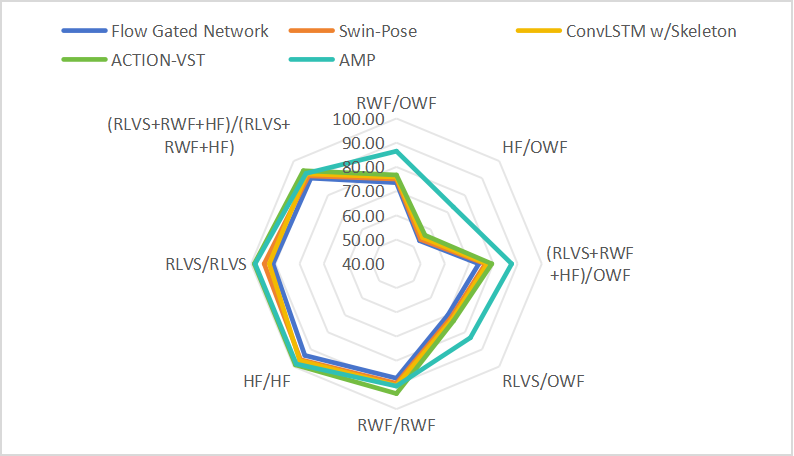 Flow Gated Network
Swin-Pose
ConvLSTM w/Skeleton
ACTION-VST
AMP
RWF/OWF
(RLVS+RWF+HF)/(RLVS+
RWF+HF)
100.00
90.00
80.00
70.00
60.00
50.00
40.00
HF/OWF
(RLVS+RWF
+HF)/OWF
RLVS/RLVS
RLVS/OWF
HF/HF
RWF/RWF